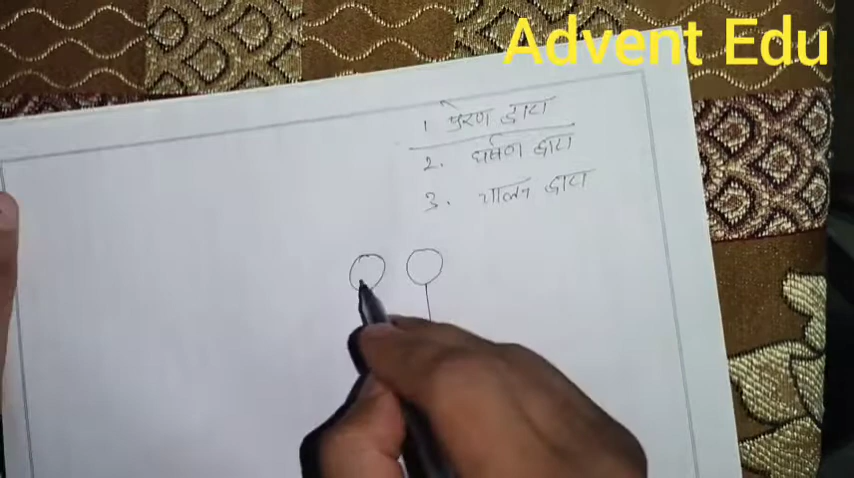 Advent Edu
1 प्रेरण द्वारा
2. घर्षण द्वारा
3. चालन द्वारा